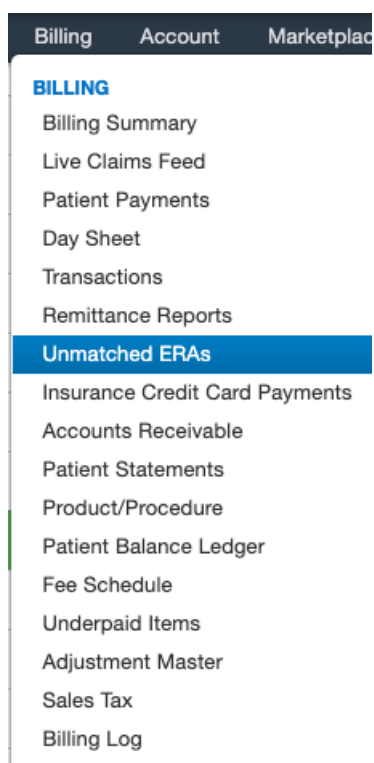 Billing Account Marketplac
BILLING
Billing Summary
Live Claims Feed
Patient Payments
Day Sheet
Transactions
Remittance Reports
Unmatched ERAs
Insurance Credit Card Payments
Accounts Receivable
Patient Statements
Product/Procedure
Patient Balance Ledger
Fee Schedule
Underpaid Items
Adjustment Master
Sales Tax
Billing Log